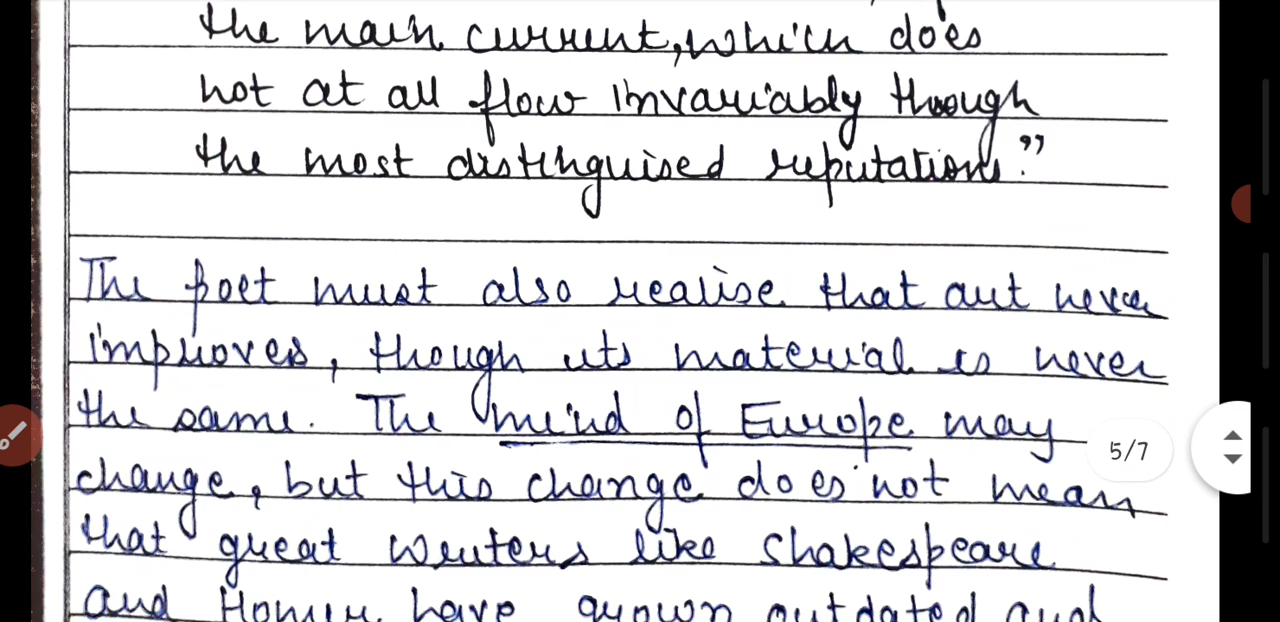 the main current, which does
not at all flow invariably though
the most distinguised reputations."
The poet must also realise that art never
improves, though its material is never
the same. The mind of Europe may
5/7
change, but this change does not mean
that great writers like Shakespeare
and Homer have grown outdated and